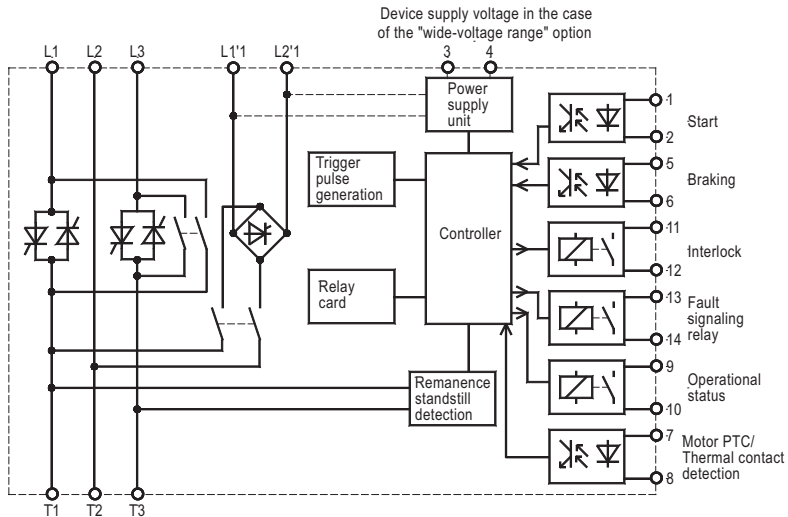 Device supply voltage in the case
of the "wide-voltage range" option
L1 L2 L3 L1'1 L2'1 3 4
Power
supply
unit
1
Start
2
Trigger
pulse
generation
5
Braking
6
Controller
11
Interlock
12
Relay
card
13
Fault
signaling
relay
14
Remanence
standstill
detection
9
Operational
status
10
7
Motor PTC/
Thermal contact
detection
8
T1 T2 T3